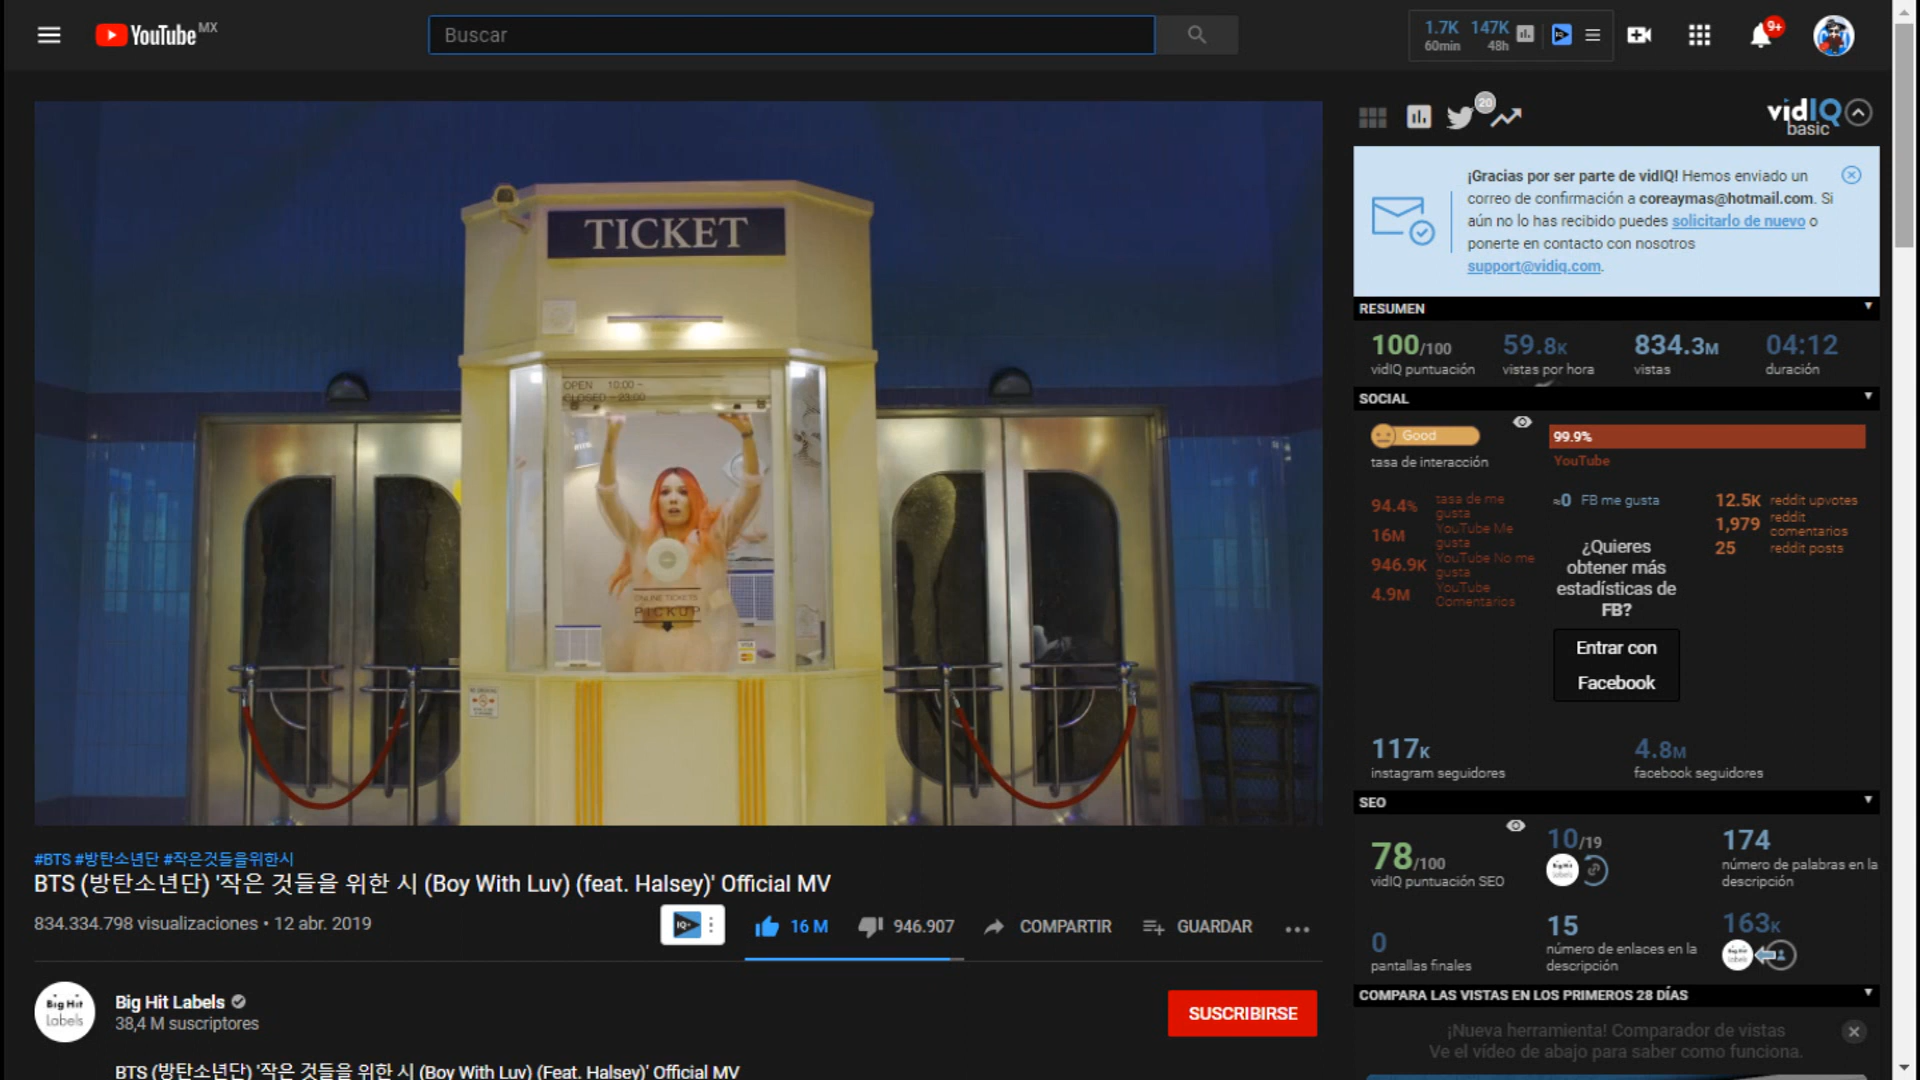 YouTube MX
Buscar
1.7K 147K
60min 48h
9+
TICKET
OPEN 10:00 ~
CLOSED ~ 23:00
ONLINE TICKETS
PICKUP
VISA
20
vidIQ
basic
¡Gracias por ser parte de vidIQ! Hemos enviado un
correo de confirmación a coreaymas@hotmail.com. Si
aún no lo has recibido puedes solicitarlo de nuevo o
ponerte en contacto con nosotros
support@vidiq.com.
RESUMEN
100/100 59.8K 834.3M 04:12
vidIQ puntuación vistas por hora vistas duración
SOCIAL
Good
tasa de interacción
99.9%
YouTube
94.4% tasa de me gusta
16M YouTube Me gusta
946.9K YouTube No me gusta
4.9M YouTube Comentarios
≈0 FB me gusta
¿Quieres
obtener más
estadísticas de
FB?
Entrar con
Facebook
12.5K reddit upvotes
1,979 reddit comentarios
25 reddit posts
117K 4.8M
instagram seguidores facebook seguidores
SEO
78/100
vidIQ puntuación SEO
10/19
174
número de palabras en la
descripción
0
pantallas finales
15
número de enlaces en la
descripción
163K
COMPARA LAS VISTAS EN LOS PRIMEROS 28 DÍAS
¡Nueva herramienta! Comparador de vistas
Ve el vídeo de abajo para saber como funciona.
#BTS #방탄소년단 #작은것들을위한시
BTS (방탄소년단) '작은 것들을 위한 시 (Boy With Luv) (feat. Halsey)' Official MV
834.334.798 visualizaciones • 12 abr. 2019
IQ 16 M 946.907 COMPARTIR GUARDAR
Big Hit
Labels
Big Hit Labels
38,4 M suscriptores
SUSCRIBIRSE
BTS (방탄소년단) '작은 것들을 위한 시 (Boy With Luv) (Feat. Halsey)' Official MV